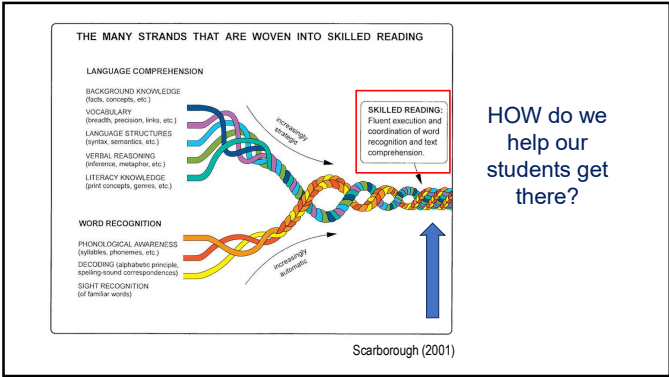 THE MANY STRANDS THAT ARE WOVEN INTO SKILLED READING
LANGUAGE COMPREHENSION
BACKGROUND KNOWLEDGE
(facts, concepts, etc.)
VOCABULARY
(breadth, precision, links, etc.)
LANGUAGE STRUCTURES
(syntax, semantics, etc.)
VERBAL REASONING
(inference, metaphor, etc.)
LITERACY KNOWLEDGE
(print concepts, genres, etc.)
increasingly
strategic
SKILLED READING:
Fluent execution and
coordination of word
recognition and text
comprehension.
WORD RECOGNITION
PHONOLOGICAL AWARENESS
(syllables, phonemes, etc.)
DECODING (alphabetic principle,
spelling-sound correspondences)
SIGHT RECOGNITION
(of familiar words)
increasingly
automatic
HOW do we
help our
students get
there?
Scarborough (2001)